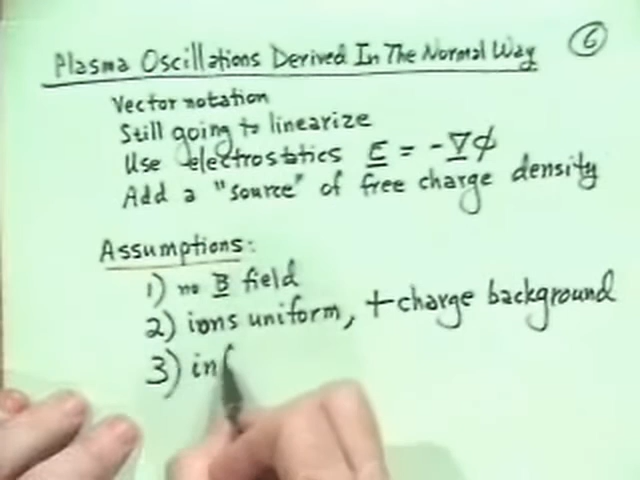 Plasma Oscillations Derived In The Normal Way 6
Vector notation
Still going to linearize
Use electrostatics E = -∇φ
Add a "source" of free charge density
Assumptions:
1) no B field
2) ions uniform, + charge background
3) in